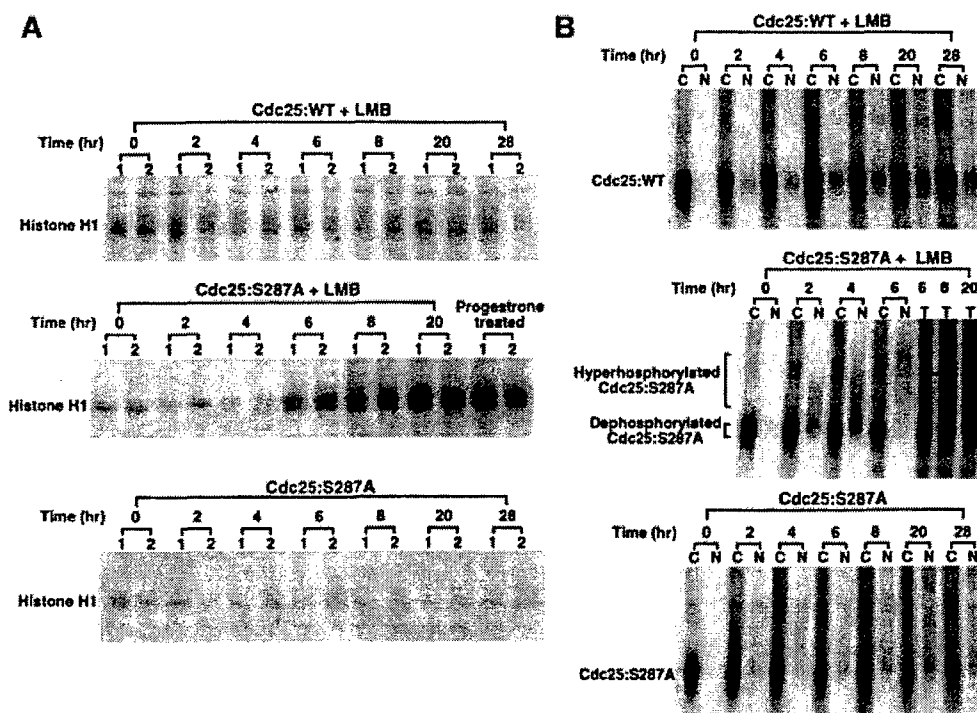 A
Cdc25:WT + LMB
Time (hr) 0 2 4 6 8 20 28
1 2 1 2 1 2 1 2 1 2 1 2 1 2
Histone H1
Cdc25:S287A + LMB
Time (hr) 0 2 4 6 8 20 Progestrone treated
1 2 1 2 1 2 1 2 1 2 1 2 1 2
Histone H1
Cdc25:S287A
Time (hr) 0 2 4 6 8 20 28
1 2 1 2 1 2 1 2 1 2 1 2 1 2
Histone H1
B
Cdc25:WT + LMB
Time (hr) 0 2 4 6 8 20 28
C N C N C N C N C N C N C N
Cdc25:WT
Cdc25:S287A + LMB
Time (hr) 0 2 4 6 6 8 20
C N C N C N C N T T T
Hyperhosphorylated
Cdc25:S287A
Dephosphorylated
Cdc25:S287A
Cdc25:S287A
Time (hr) 0 2 4 6 8 20 28
C N C N C N C N C N C N C N
Cdc25:S287A